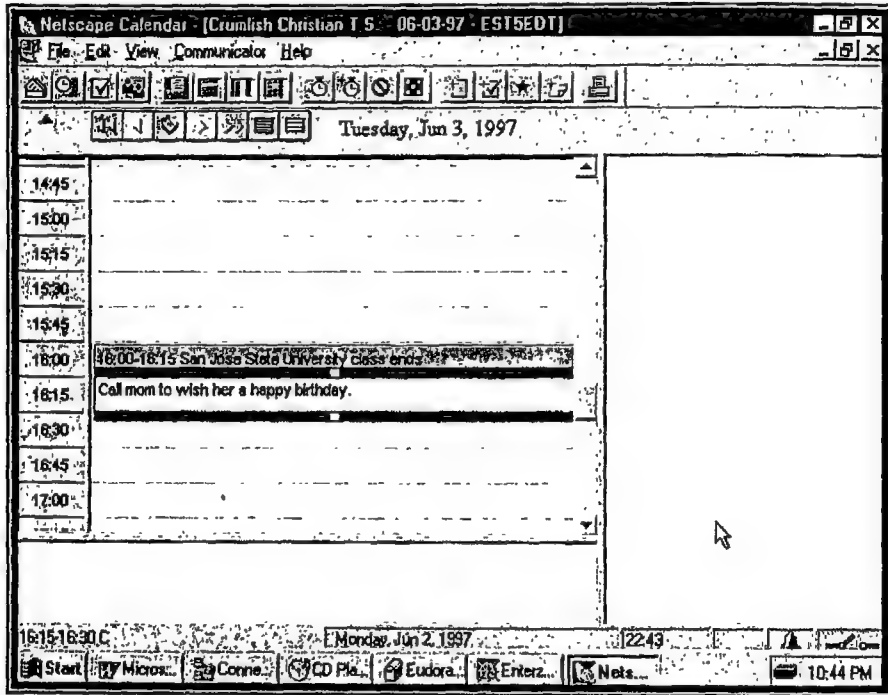 Netscape Calendar - [Crumlish Christian T S - 06-03-97 - EST5EDT]
File Edit View Communicator Help
Tuesday, Jun 3, 1997
14:45
15:00
15:15
15:30
15:45
16:00 16:00-16:15 San Jose State University class ends
16:15 Call mom to wish her a happy birthday.
16:30
16:45
17:00
16:15-16:30 C Monday, Jun 2, 1997 22:43
Start Micros... Conne... CD Pla... Eudora... Enterz... Nets... 10:44 PM